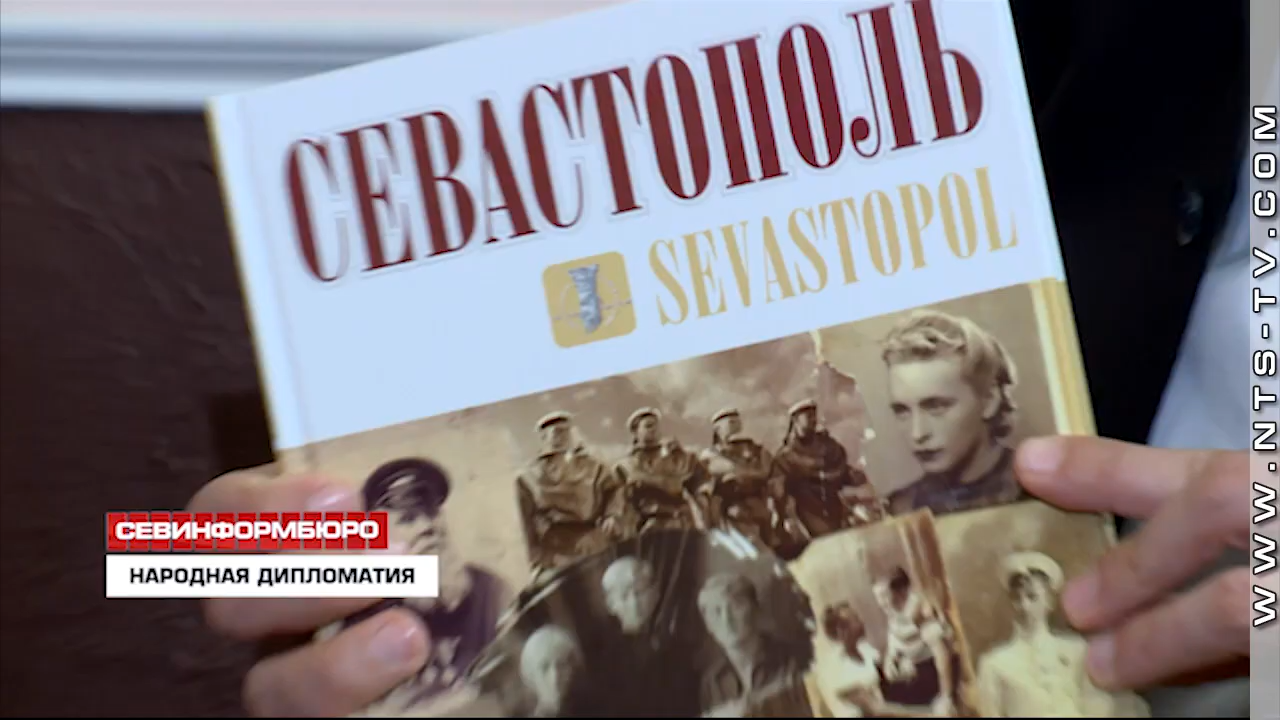 СЕВАСТОПОЛЬ
SEVASTOPOL
СЕВИНФОРМБЮРО
НАРОДНАЯ ДИПЛОМАТИЯ
WWW.NTS-TV.COM